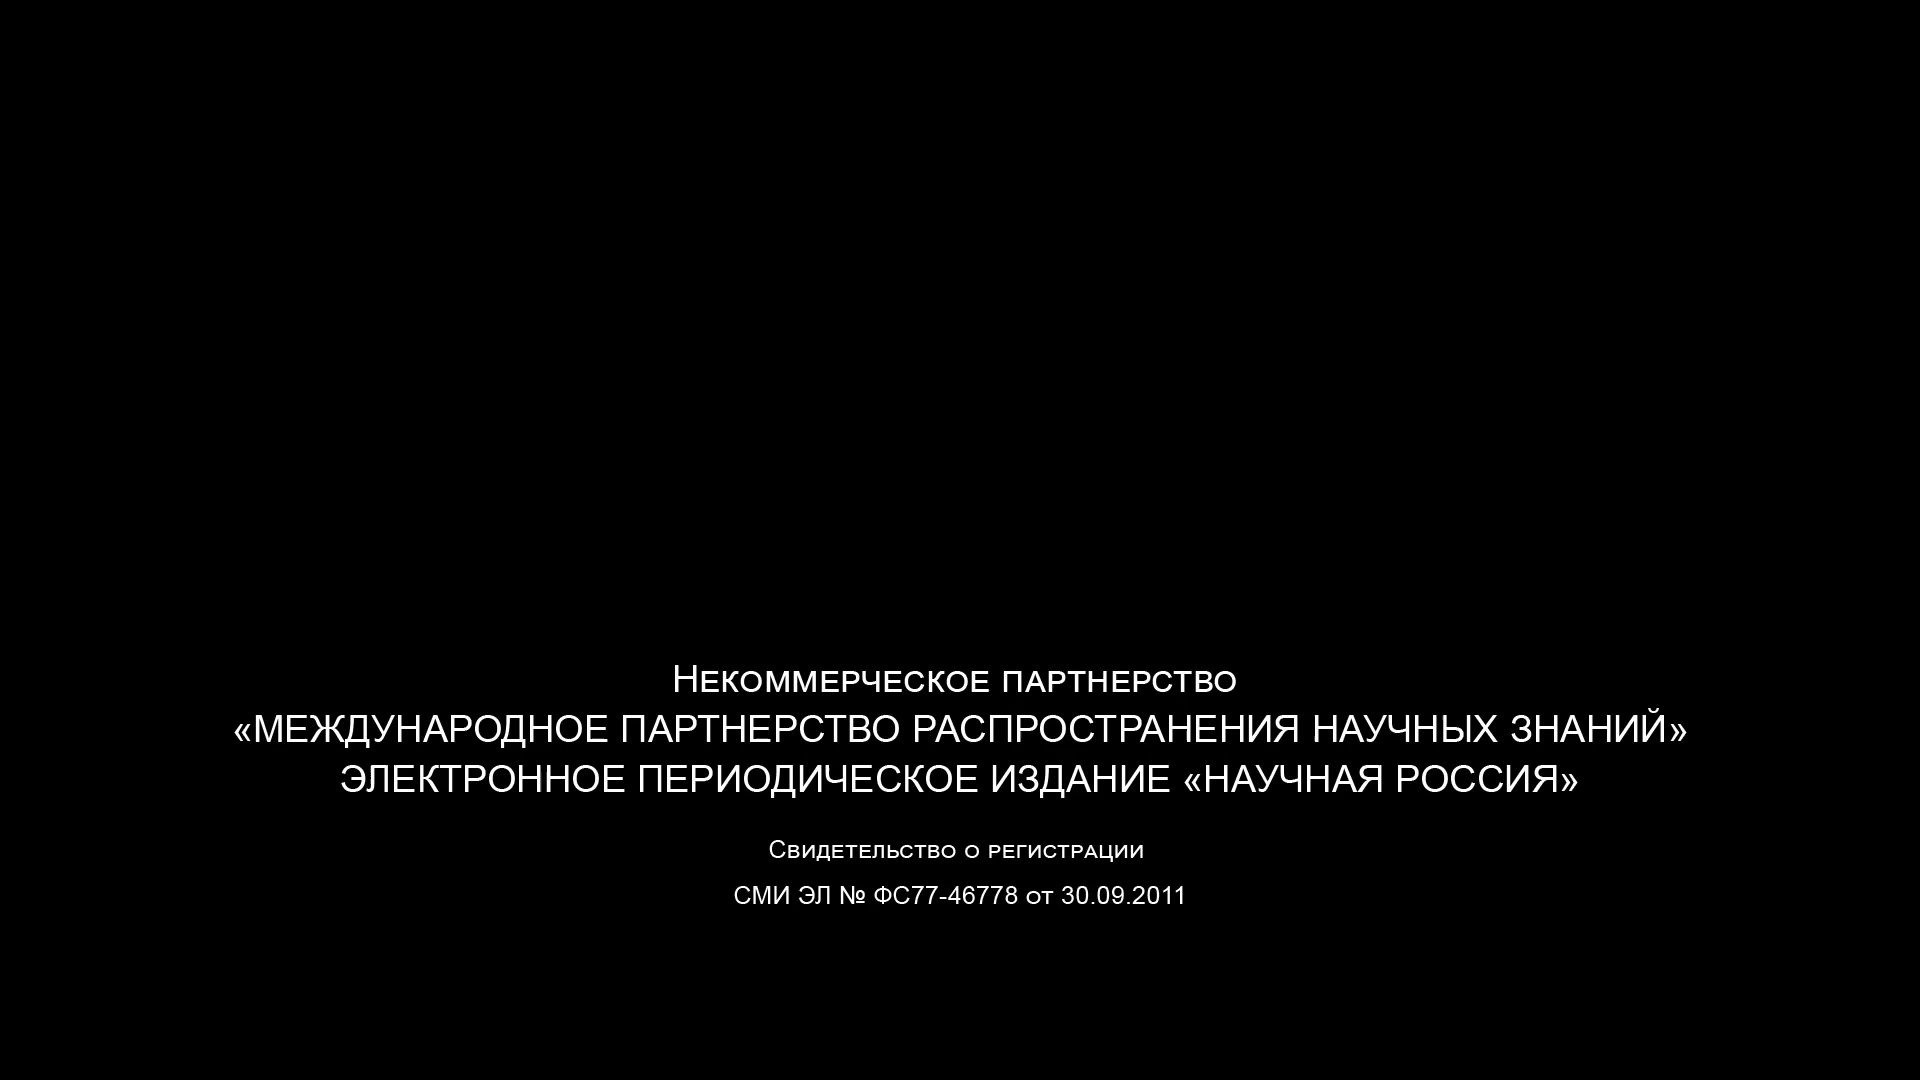 Некоммерческое партнерство
«МЕЖДУНАРОДНОЕ ПАРТНЕРСТВО РАСПРОСТРАНЕНИЯ НАУЧНЫХ ЗНАНИЙ»
ЭЛЕКТРОННОЕ ПЕРИОДИЧЕСКОЕ ИЗДАНИЕ «НАУЧНАЯ РОССИЯ»
Свидетельство о регистрации
СМИ ЭЛ № ФС77-46778 от 30.09.2011